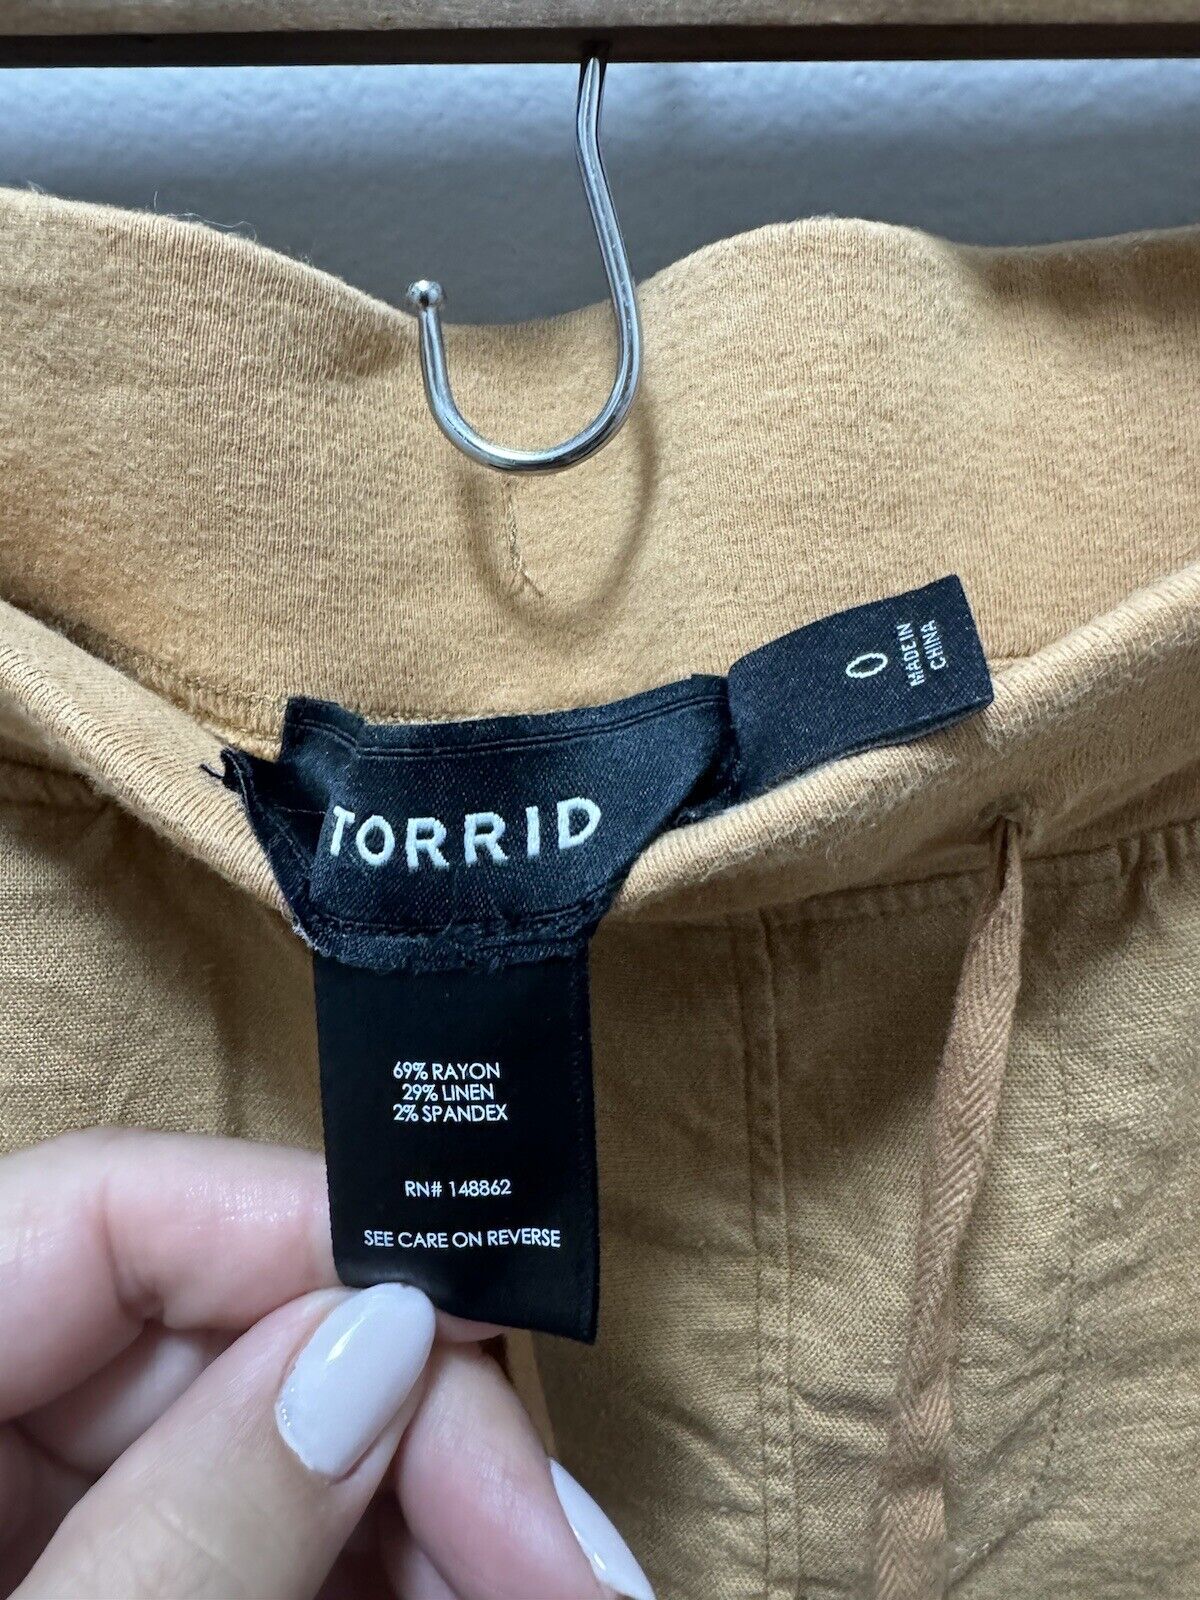 TORRID
0
MADE IN
CHINA
69% RAYON
29% LINEN
2% SPANDEX
RN# 148862
SEE CARE ON REVERSE